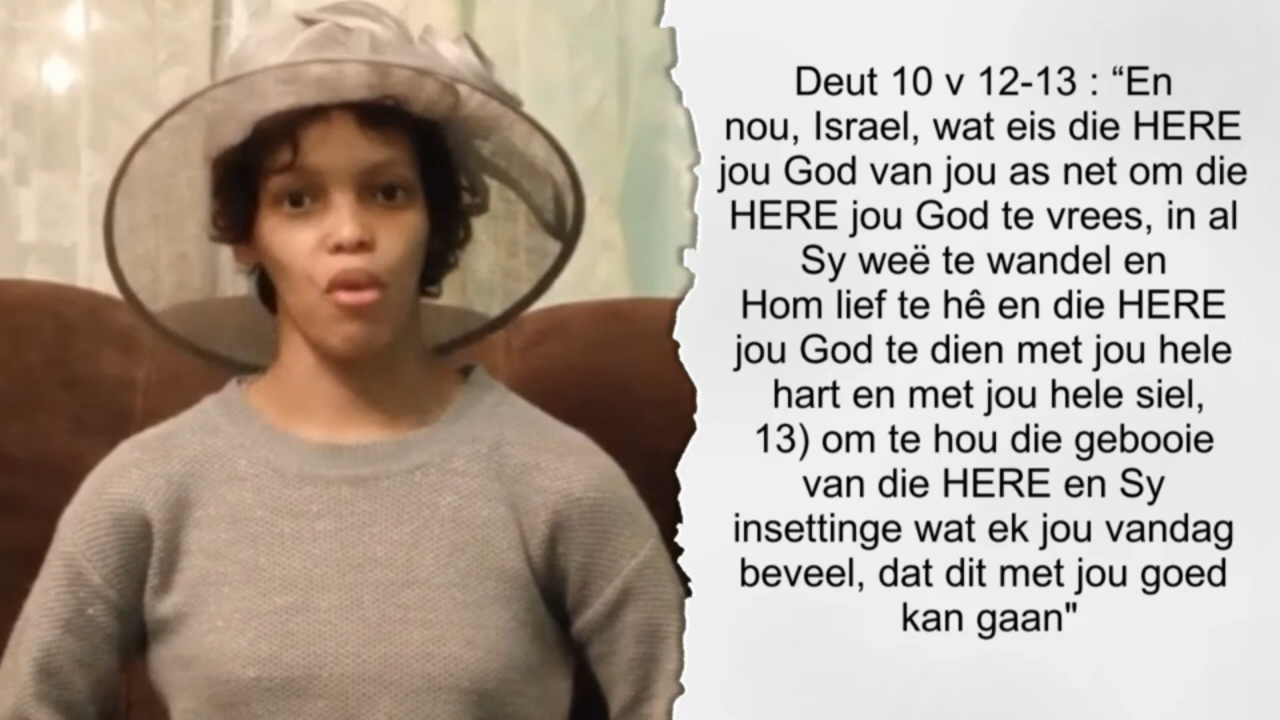 Deut 10 v 12-13 : “En
nou, Israel, wat eis die HERE
jou God van jou as net om die
HERE jou God te vrees, in al
Sy weë te wandel en
Hom lief te hê en die HERE
jou God te dien met jou hele
hart en met jou hele siel,
13) om te hou die gebooie
van die HERE en Sy
insettinge wat ek jou vandag
beveel, dat dit met jou goed
kan gaan"